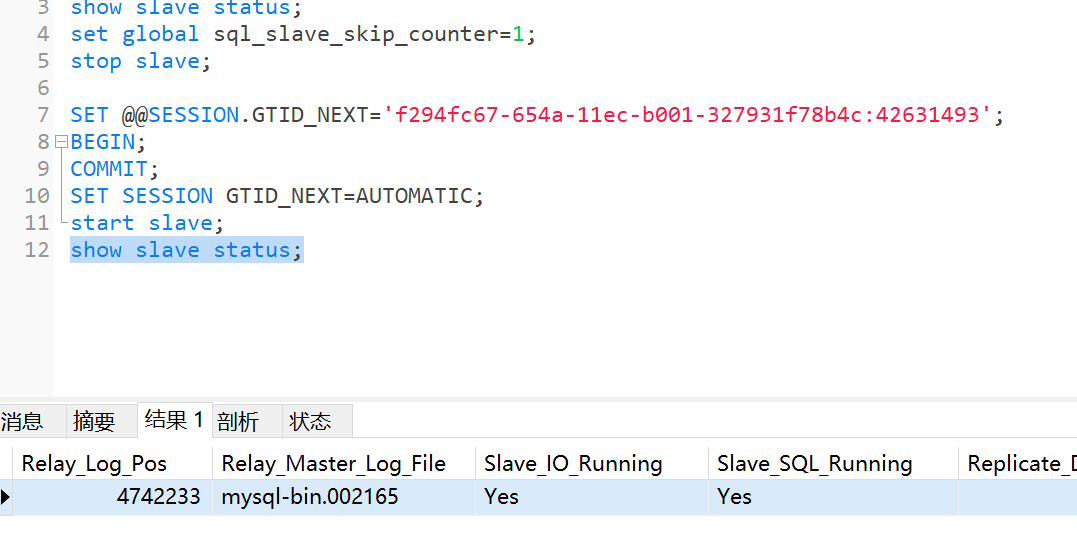 3 show slave status;
4 set global sql_slave_skip_counter=1;
5 stop slave;
6
7 SET @@SESSION.GTID_NEXT='f294fc67-654a-11ec-b001-327931f78b4c:42631493';
8 BEGIN;
9 COMMIT;
10 SET SESSION GTID_NEXT=AUTOMATIC;
11 start slave;
12 show slave status;
消息 摘要 结果 1 剖析 状态
Relay_Log_Pos Relay_Master_Log_File Slave_IO_Running Slave_SQL_Running Replicate_D
4742233 mysql-bin.002165 Yes Yes